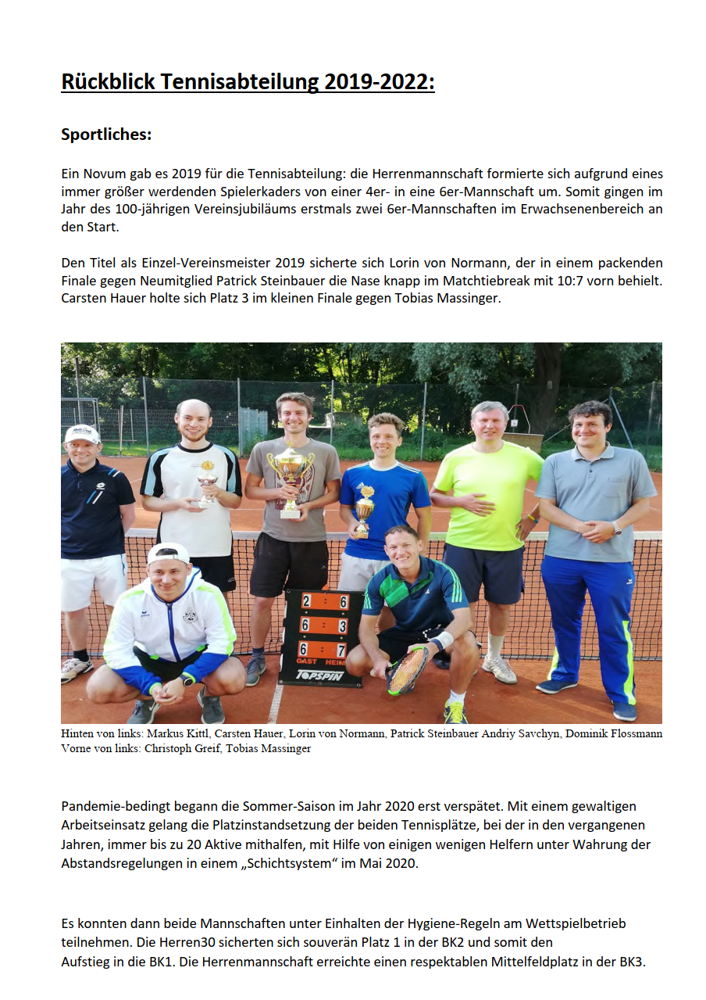 Rückblick Tennisabteilung 2019-2022:
Sportliches:
Ein Novum gab es 2019 für die Tennisabteilung: die Herrenmannschaft formierte sich aufgrund eines
immer größer werdenden Spielerkaders von einer 4er- in eine 6er-Mannschaft um. Somit gingen im
Jahr des 100-jährigen Vereinsjubiläums erstmals zwei 6er-Mannschaften im Erwachsenenbereich an
den Start.
Den Titel als Einzel-Vereinsmeister 2019 sicherte sich Lorin von Normann, der in einem packenden
Finale gegen Neumitglied Patrick Steinbauer die Nase knapp im Matchtiebreak mit 10:7 vorn behielt.
Carsten Hauer holte sich Platz 3 im kleinen Finale gegen Tobias Massinger.
2 : 6
6 : 3
6 : 7
GAST HEIM
TOPSPIN
Hinten von links: Markus Kittl, Carsten Hauer, Lorin von Normann, Patrick Steinbauer Andriy Savchyn, Dominik Flossmann
Vorne von links: Christoph Greif, Tobias Massinger
Pandemie-bedingt begann die Sommer-Saison im Jahr 2020 erst verspätet. Mit einem gewaltigen
Arbeitseinsatz gelang die Platzinstandsetzung der beiden Tennisplätze, bei der in den vergangenen
Jahren, immer bis zu 20 Aktive mithalfen, mit Hilfe von einigen wenigen Helfern unter Wahrung der
Abstandsregelungen in einem „Schichtsystem“ im Mai 2020.
Es konnten dann beide Mannschaften unter Einhalten der Hygiene-Regeln am Wettspielbetrieb
teilnehmen. Die Herren30 sicherten sich souverän Platz 1 in der BK2 und somit den
Aufstieg in die BK1. Die Herrenmannschaft erreichte einen respektablen Mittelfeldplatz in der BK3.